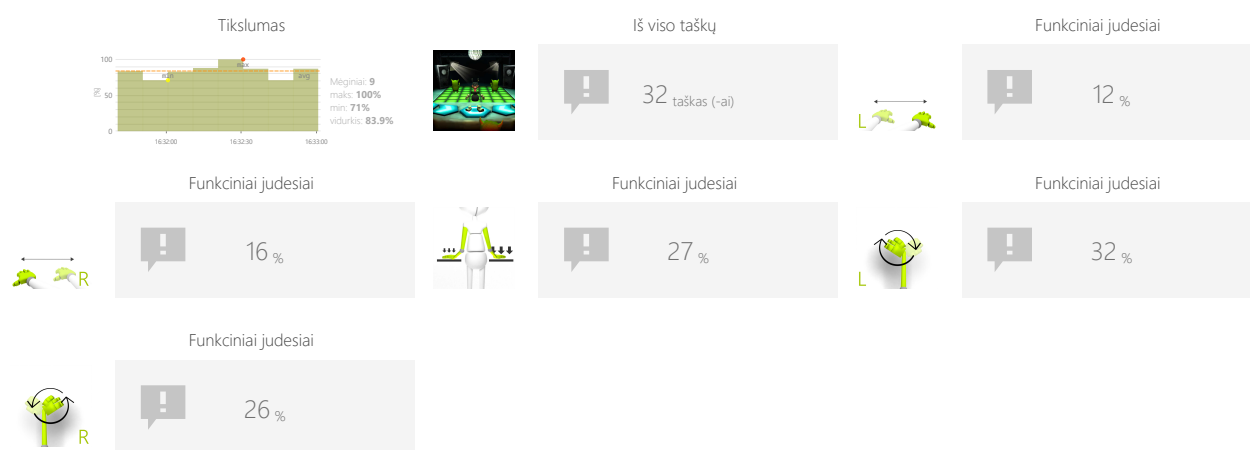 Tikslumas
100
50
0
[%]
min
max
avg
16:32:00
16:32:30
16:33:00
Mėginiai: 9
maks: 100%
min: 71%
vidurkis: 83.9%
Iš viso taškų
32 taškas (-ai)
Funkciniai judesiai
L
12 %
Funkciniai judesiai
R
16 %
Funkciniai judesiai
27 %
Funkciniai judesiai
L
32 %
Funkciniai judesiai
R
26 %